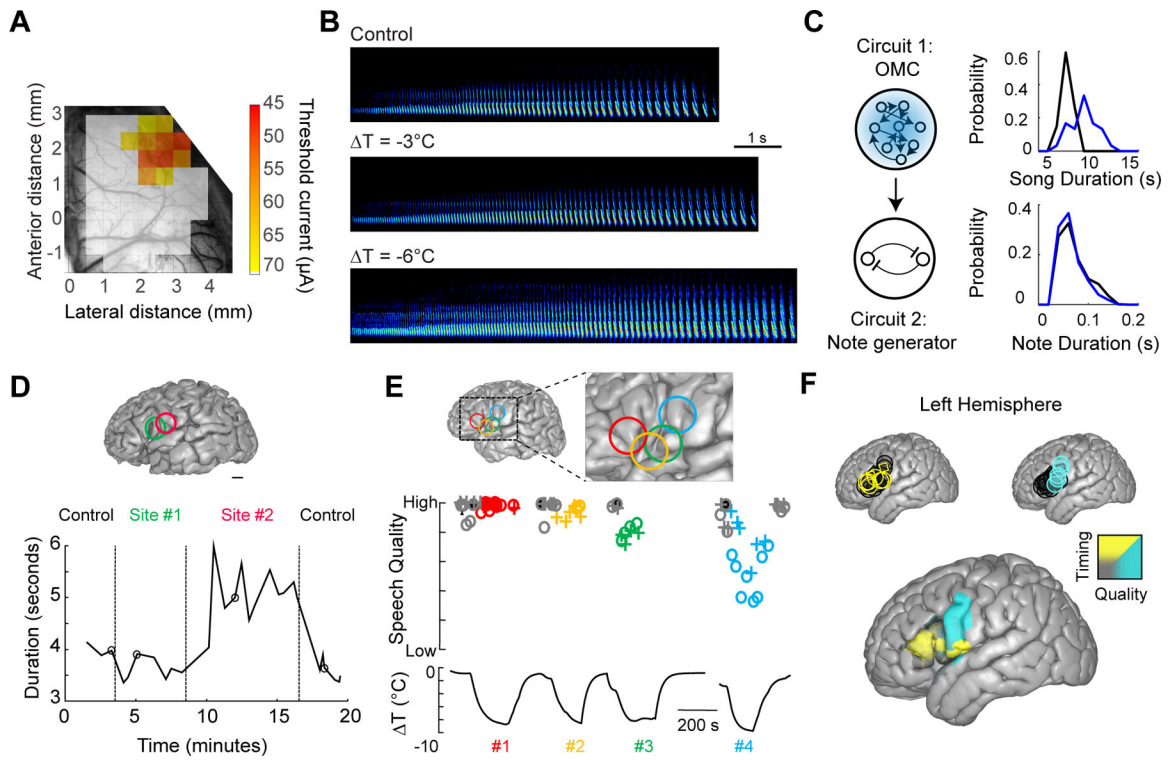 A
Anterior distance (mm)
3
2
1
0
-1
0 1 2 3 4
Lateral distance (mm)
45
50
55
60
65
70
Threshold current (μA)
B
Control
1 s
ΔT = -3°C
ΔT = -6°C
C
Circuit 1:
OMC
Circuit 2:
Note generator
Probability
0.6
0.4
0.2
0
5 10 15
Song Duration (s)
Probability
0.4
0.2
0
0 0.1 0.2
Note Duration (s)
D
Control Site #1 Site #2 Control
Duration (seconds)
6
5
4
3
0 5 10 15 20
Time (minutes)
E
High
Speech Quality
Low
0
ΔT (°C)
-10
200 s
#1 #2 #3 #4
F
Left Hemisphere
Timing
Quality